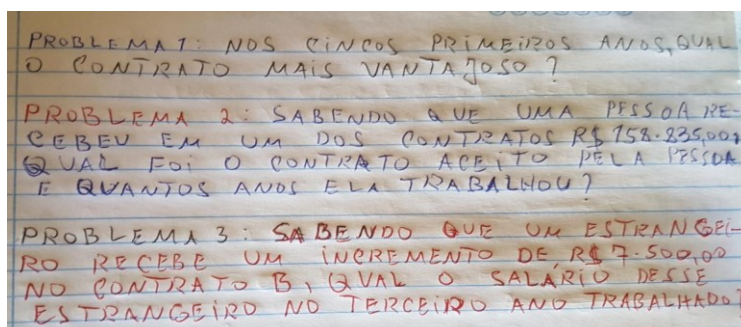 PROBLEMA 1: NOS CINCOS PRIMEIROS ANOS, QUAL
O CONTRATO MAIS VANTAJOSO?
PROBLEMA 2: SABENDO QUE UMA PESSOA RE-
CEBEU EM UM DOS CONTRATOS R$ 158.835,00,
QUAL FOI O CONTRATO ACEITO PELA PESSOA
E QUANTOS ANOS ELA TRABALHOU?
PROBLEMA 3: SABENDO QUE UM ESTRANGEI-
RO RECEBE UM INCREMENTO DE R$ 7.500,00
NO CONTRATO B, QUAL O SALÁRIO DESSE
ESTRANGEIRO NO TERCEIRO ANO TRABALHADO?